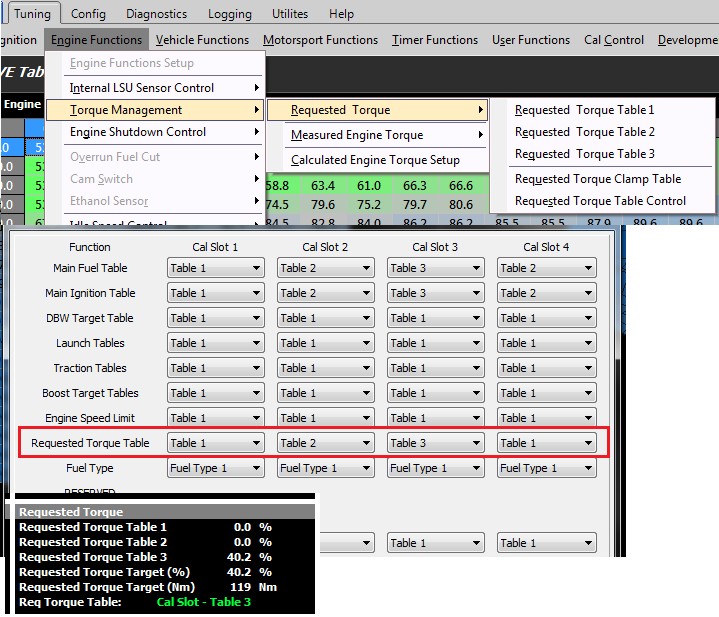 Tuning Config Diagnostics Logging Utilites Help
gnition Engine Functions Vehicle Functions Motorsport Functions Timer Functions User Functions Cal Control Developme
VE Tab Engine Functions Setup
Internal LSU Sensor Control
Engine Torque Management Requested Torque Requested Torque Table 1
Engine Shutdown Control Measured Engine Torque Requested Torque Table 2
Overrun Fuel Cut Calculated Engine Torque Setup Requested Torque Table 3
Cam Switch 58.8 63.4 61.0 66.3 66.6 Requested Torque Clamp Table
Ethanol Sensor 74.5 79.6 75.2 79.7 80.6 Requested Torque Table Control
Idle Speed Control 84.5 82.8 84.0 86.2 86.2 85.5 85.5 87.9 89.6 89.6
Function Cal Slot 1 Cal Slot 2 Cal Slot 3 Cal Slot 4
Main Fuel Table Table 1 Table 2 Table 3 Table 2
Main Ignition Table Table 1 Table 2 Table 3 Table 2
DBW Target Table Table 1 Table 1 Table 1 Table 1
Launch Tables Table 1 Table 1 Table 1 Table 1
Traction Tables Table 1 Table 1 Table 1 Table 1
Boost Target Tables Table 1 Table 1 Table 1 Table 1
Engine Speed Limit Table 1 Table 1 Table 1 Table 1
Requested Torque Table Table 1 Table 2 Table 3 Table 1
Fuel Type Fuel Type 1 Fuel Type 1 Fuel Type 1 Fuel Type 1
RESERVED
Table 1 Table 1
Requested Torque
Requested Torque Table 1 0.0 %
Requested Torque Table 2 0.0 %
Requested Torque Table 3 40.2 %
Requested Torque Target (%) 40.2 %
Requested Torque Target (Nm) 119 Nm
Req Torque Table: Cal Slot - Table 3